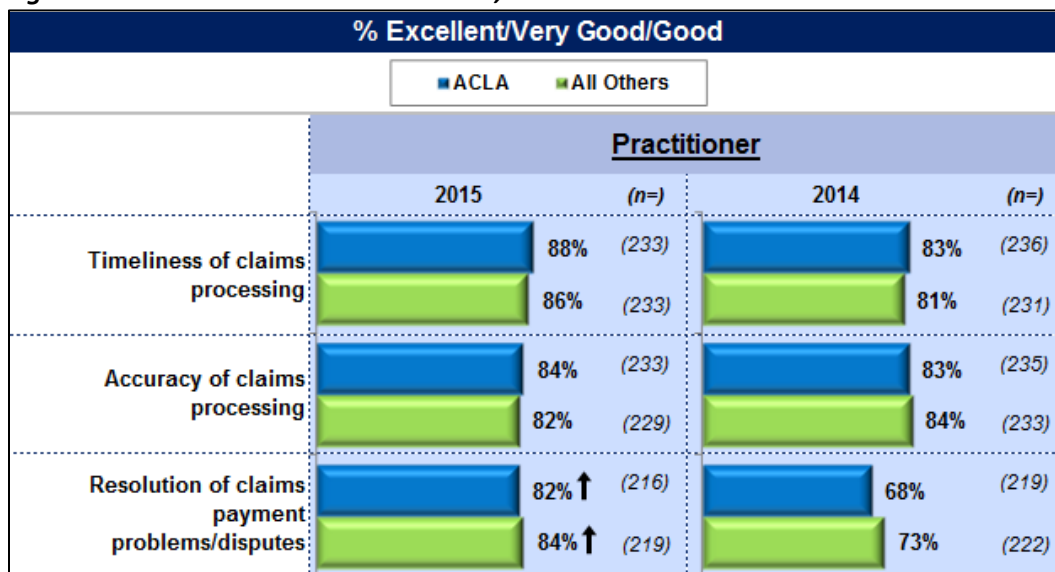 % Excellent/Very Good/Good
ACLA All Others
Practitioner
2015 (n=) 2014 (n=)
Timeliness of claims
processing
88% (233) 83% (236)
86% (233) 81% (231)
Accuracy of claims
processing
84% (233) 83% (235)
82% (229) 84% (233)
Resolution of claims
payment
problems/disputes
82% (216) 68% (219)
84% (219) 73% (222)